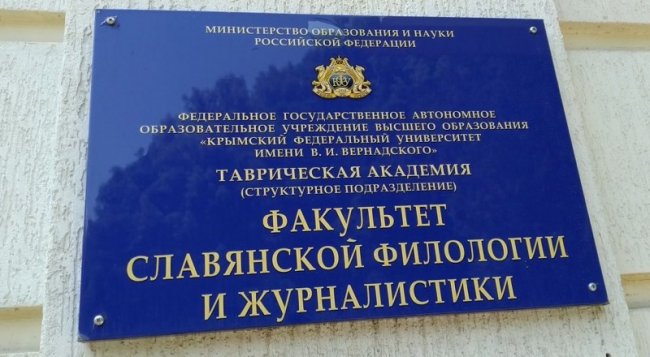 МИНИСТЕРСТВО ОБРАЗОВАНИЯ И НАУКИ
РОССИЙСКОЙ ФЕДЕРАЦИИ
КФУ
ФЕДЕРАЛЬНОЕ ГОСУДАРСТВЕННОЕ АВТОНОМНОЕ
ОБРАЗОВАТЕЛЬНОЕ УЧРЕЖДЕНИЕ ВЫСШЕГО ОБРАЗОВАНИЯ
«КРЫМСКИЙ ФЕДЕРАЛЬНЫЙ УНИВЕРСИТЕТ
ИМЕНИ В. И. ВЕРНАДСКОГО»
ТАВРИЧЕСКАЯ АКАДЕМИЯ
(СТРУКТУРНОЕ ПОДРАЗДЕЛЕНИЕ)
ФАКУЛЬТЕТ
СЛАВЯНСКОЙ ФИЛОЛОГИИ
И ЖУРНАЛИСТИКИ